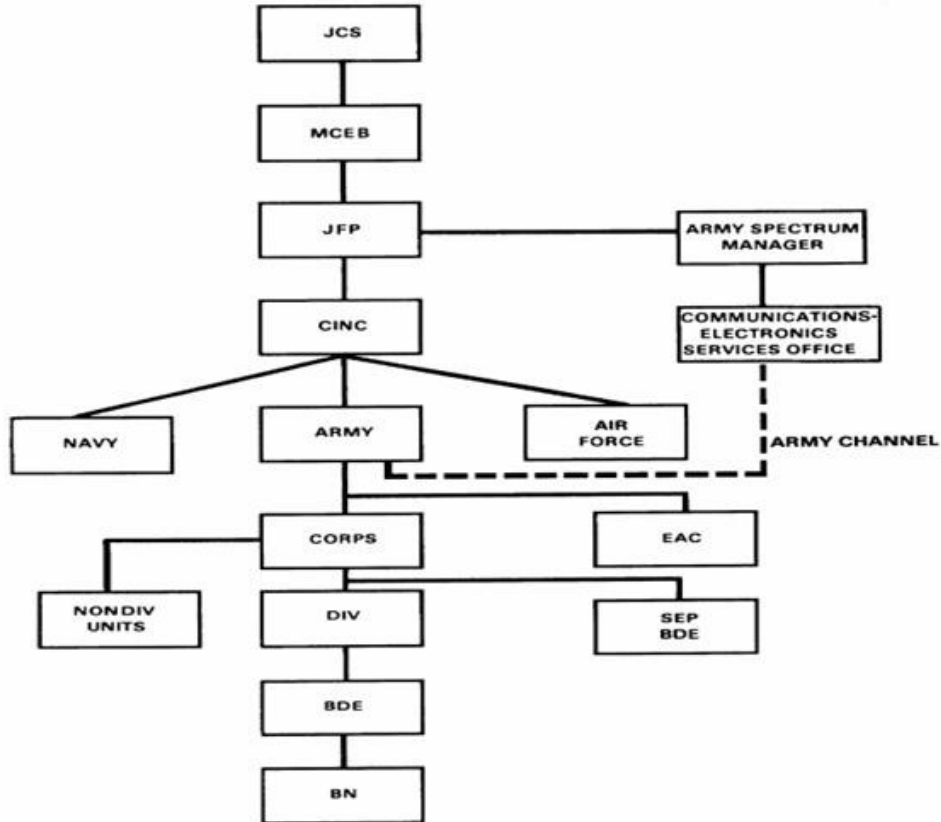 JCS
MCEB
JFP
ARMY SPECTRUM
MANAGER
CINC
COMMUNICATIONS-
ELECTRONICS
SERVICES OFFICE
NAVY
ARMY
AIR
FORCE
ARMY CHANNEL
CORPS
EAC
NONDIV
UNITS
DIV
SEP
BDE
BDE
BN